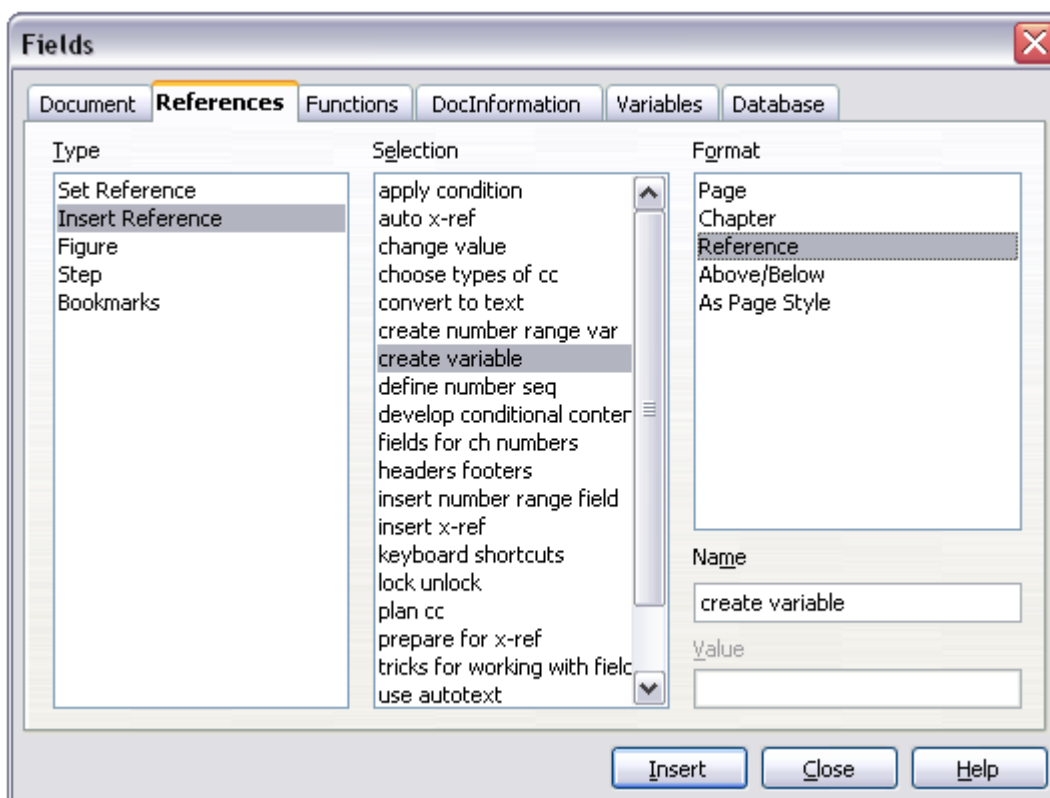 Fields
Document References Functions DocInformation Variables Database
Type
Set Reference
Insert Reference
Figure
Step
Bookmarks
Selection
apply condition
auto x-ref
change value
choose types of cc
convert to text
create number range var
create variable
define number seq
develop conditional conter
fields for ch numbers
headers footers
insert number range field
insert x-ref
keyboard shortcuts
lock unlock
plan cc
prepare for x-ref
tricks for working with fielc
use autotext
Format
Page
Chapter
Reference
Above/Below
As Page Style
Name
create variable
Value
Insert Close Help